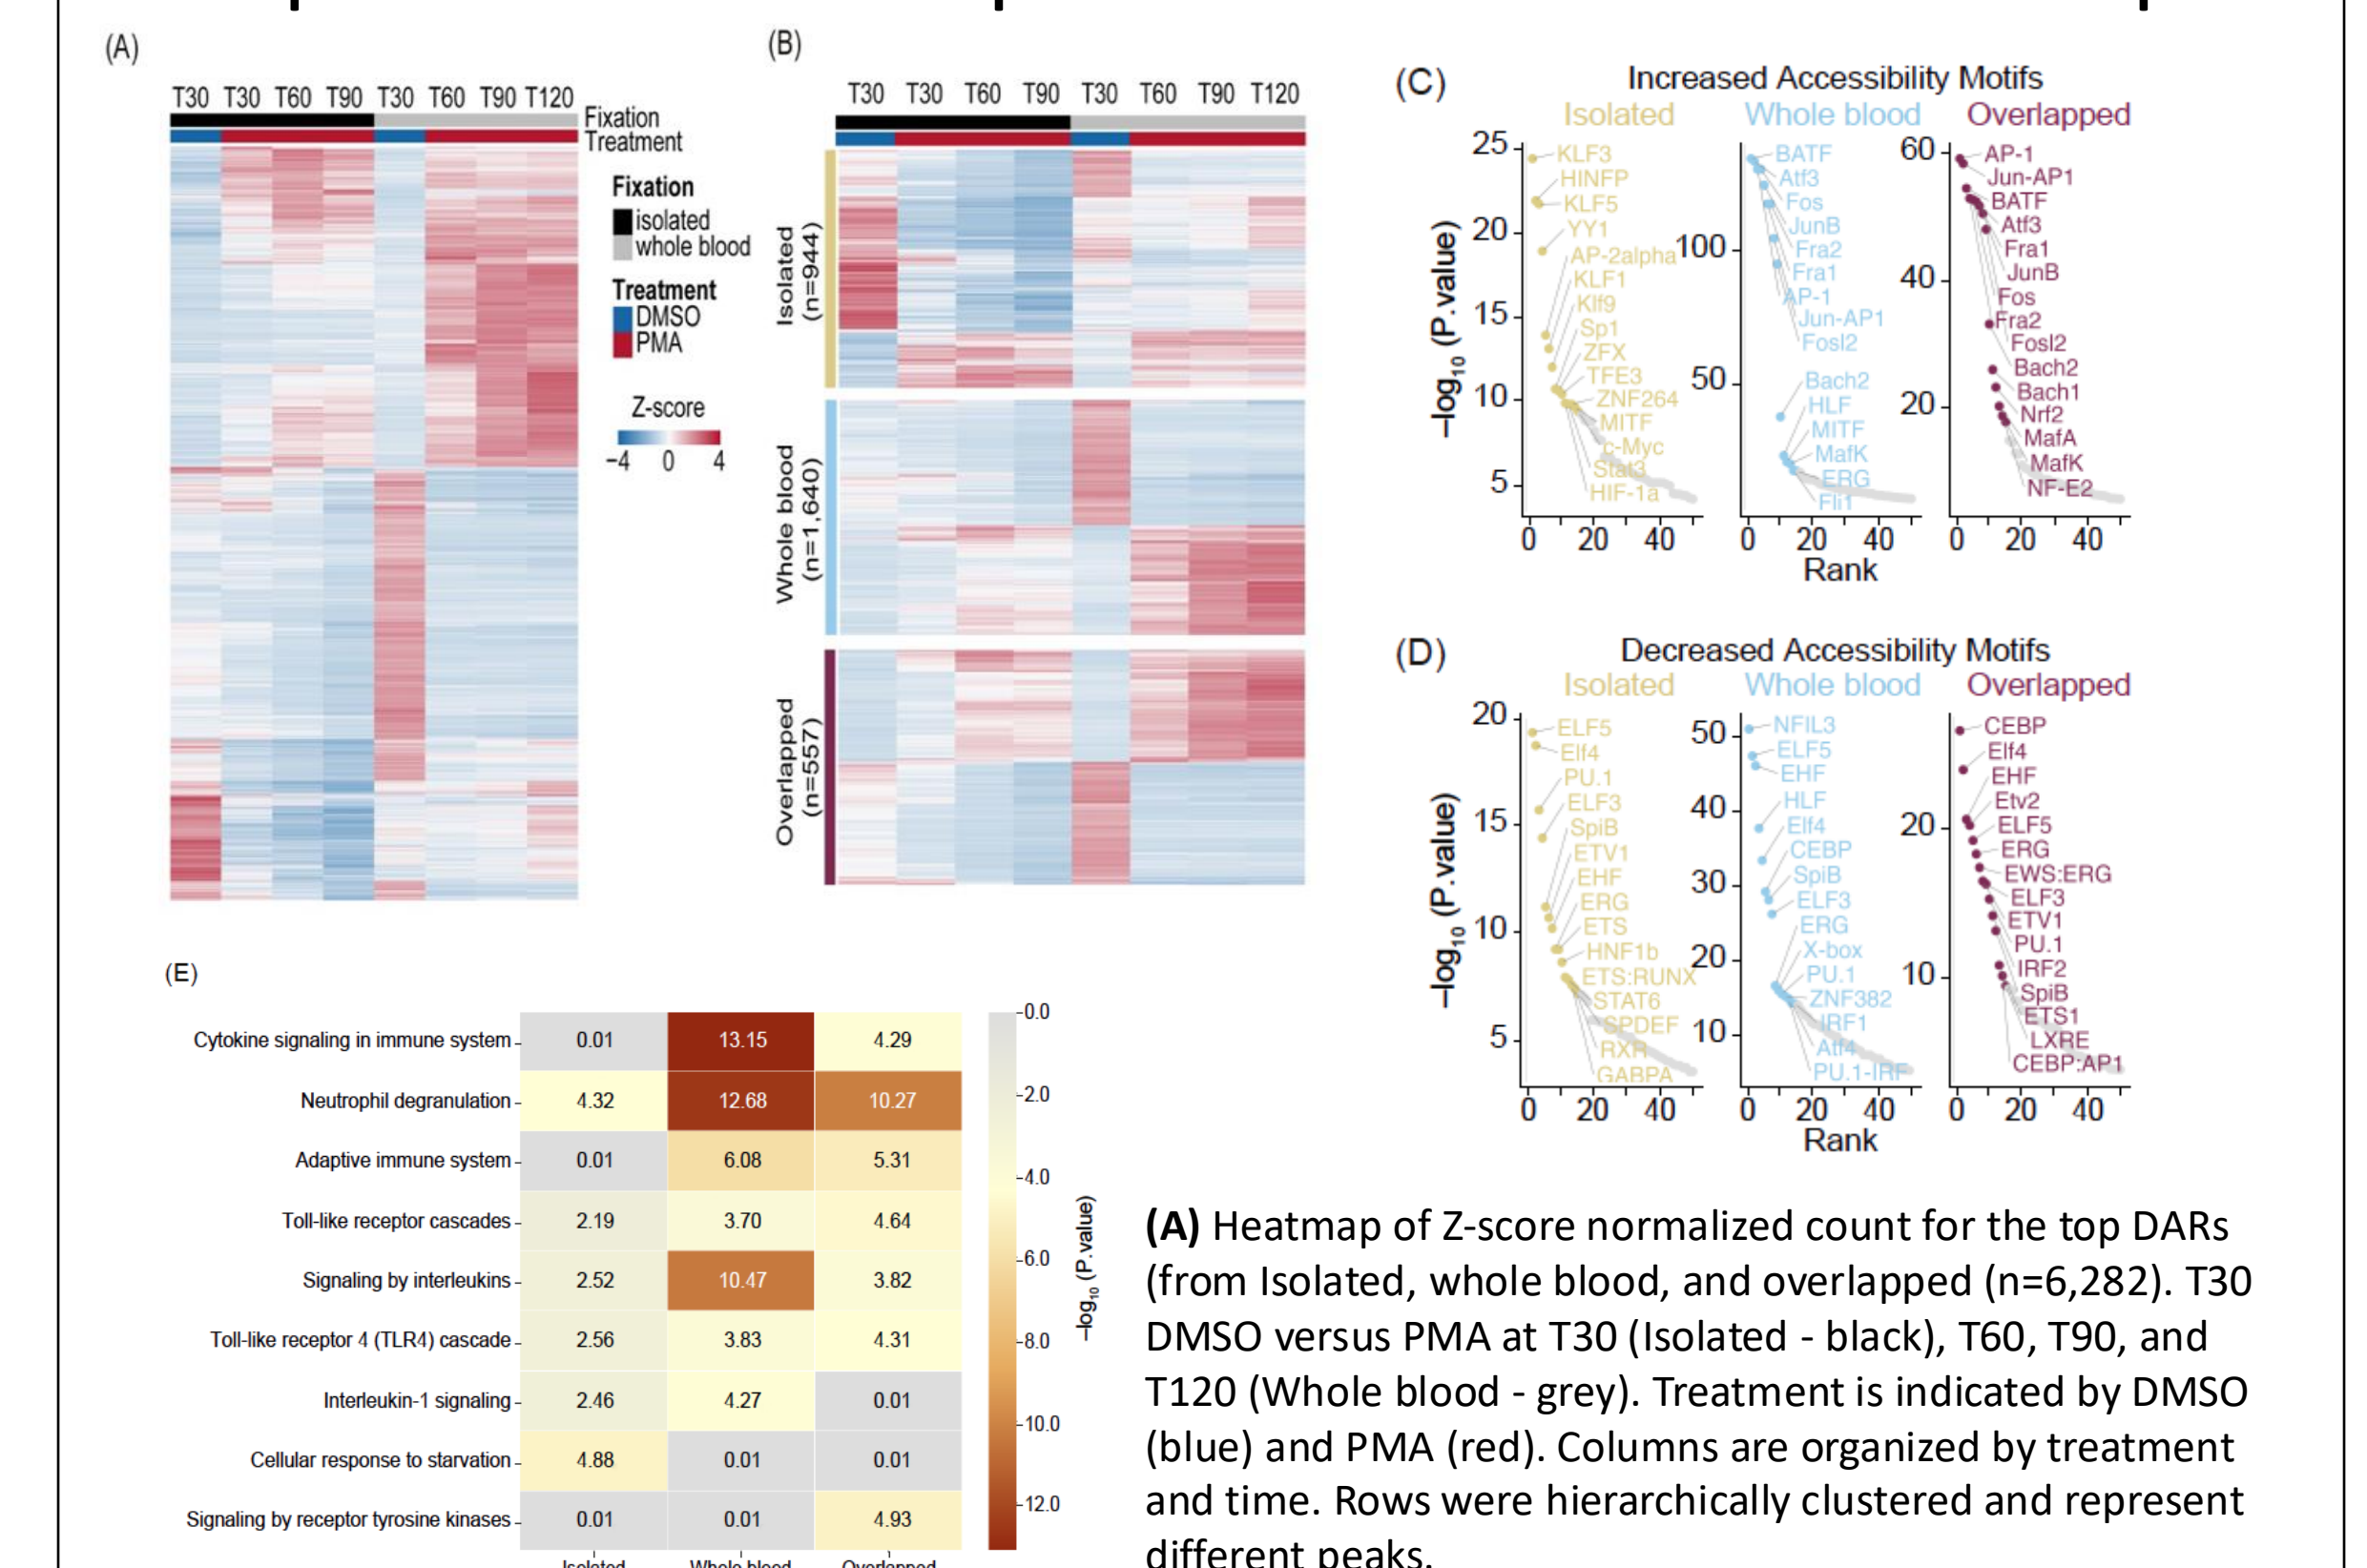 (A)
T30 T30 T60 T90 T30 T60 T90 T120
Fixation
Treatment
Fixation
isolated
whole blood
Treatment
DMSO
PMA
Z-score
−4 0 4
(B)
T30 T30 T60 T90 T30 T60 T90 T120
Isolated
(n=944)
Whole blood
(n=1,640)
Overlapped
(n=557)
(C)
Increased Accessibility Motifs
Isolated
Whole blood
Overlapped
−log10 (P.value)
25
20
15
10
5
KLF3
HINFP
KLF5
YY1
AP-2alpha
KLF1
Klf9
Sp1
ZFX
TFE3
ZNF264
MITF
c-Myc
Stat3
HIF-1a
0 20 40
100
50
BATF
Atf3
Fos
JunB
Fra2
Fra1
AP-1
Jun-AP1
Fosl2
Bach2
HLF
MITF
MafK
ERG
Fli1
0 20 40
60
40
20
AP-1
Jun-AP1
BATF
Atf3
Fra1
JunB
Fos
Fra2
Fosl2
Bach2
Bach1
Nrf2
MafA
MafK
NF-E2
0 20 40
Rank
(D)
Decreased Accessibility Motifs
Isolated
Whole blood
Overlapped
−log10 (P.value)
20
15
10
5
ELF5
Elf4
PU.1
ELF3
SpiB
ETV1
EHF
ERG
ETS
HNF1b
ETS:RUNX
STAT6
SPDEF
RXR
GABPA
0 20 40
50
40
30
20
10
NFIL3
ELF5
EHF
HLF
Elf4
CEBP
SpiB
ELF3
ERG
X-box
PU.1
ZNF382
IRF1
Atf4
PU.1-IRF
0 20 40
20
10
CEBP
Elf4
EHF
Etv2
ELF5
ERG
EWS:ERG
ELF3
ETV1
PU.1
IRF2
SpiB
ETS1
LXRE
CEBP:AP1
0 20 40
Rank
(E)
Cytokine signaling in immune system 0.01 13.15 4.29
Neutrophil degranulation 4.32 12.68 10.27
Adaptive immune system 0.01 6.08 5.31
Toll-like receptor cascades 2.19 3.70 4.64
Signaling by interleukins 2.52 10.47 3.82
Toll-like receptor 4 (TLR4) cascade 2.56 3.83 4.31
Interleukin-1 signaling 2.46 4.27 0.01
Cellular response to starvation 4.88 0.01 0.01
Signaling by receptor tyrosine kinases 0.01 0.01 4.93
Isolated Whole blood Overlapped
0.0
2.0
4.0
6.0
8.0
10.0
12.0
−log10 (P.value)
(A) Heatmap of Z-score normalized count for the top DARs
(from Isolated, whole blood, and overlapped (n=6,282). T30
DMSO versus PMA at T30 (Isolated - black), T60, T90, and
T120 (Whole blood - grey). Treatment is indicated by DMSO
(blue) and PMA (red). Columns are organized by treatment
and time. Rows were hierarchically clustered and represent
different peaks.